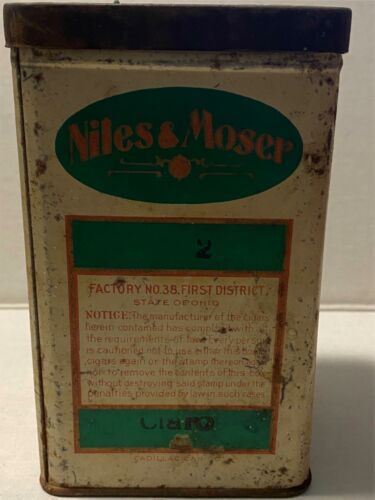 Niles & Moser
2
FACTORY NO. 38. FIRST DISTRICT.
STATE OF OHIO
NOTICE: The manufacturer of the cigars
herein contained has complied with all
the requirements of law. Every person
is cautioned not to use either this box for
cigars again or the stamp thereon again
nor to remove the contents of this box
without destroying said stamp under the
penalties provided by law in such cases.
Claro
CADILLAC CAN